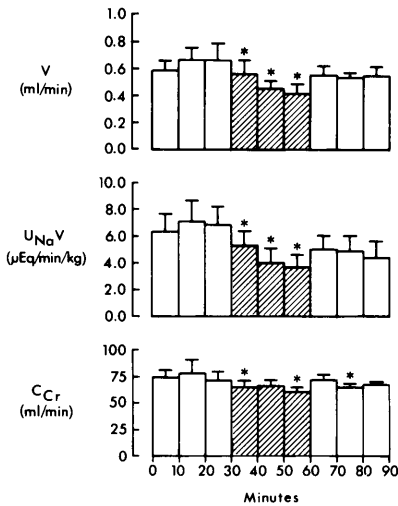 1.0
0.8
0.6
0.4
0.2
0.0
V
(ml/min)
* * *
10.0
8.0
6.0
4.0
2.0
0.0
UNaV
(μEq/min/kg)
* * *
100
75
50
25
0
CCr
(ml/min)
* * *
0 10 20 30 40 50 60 70 80 90
Minutes